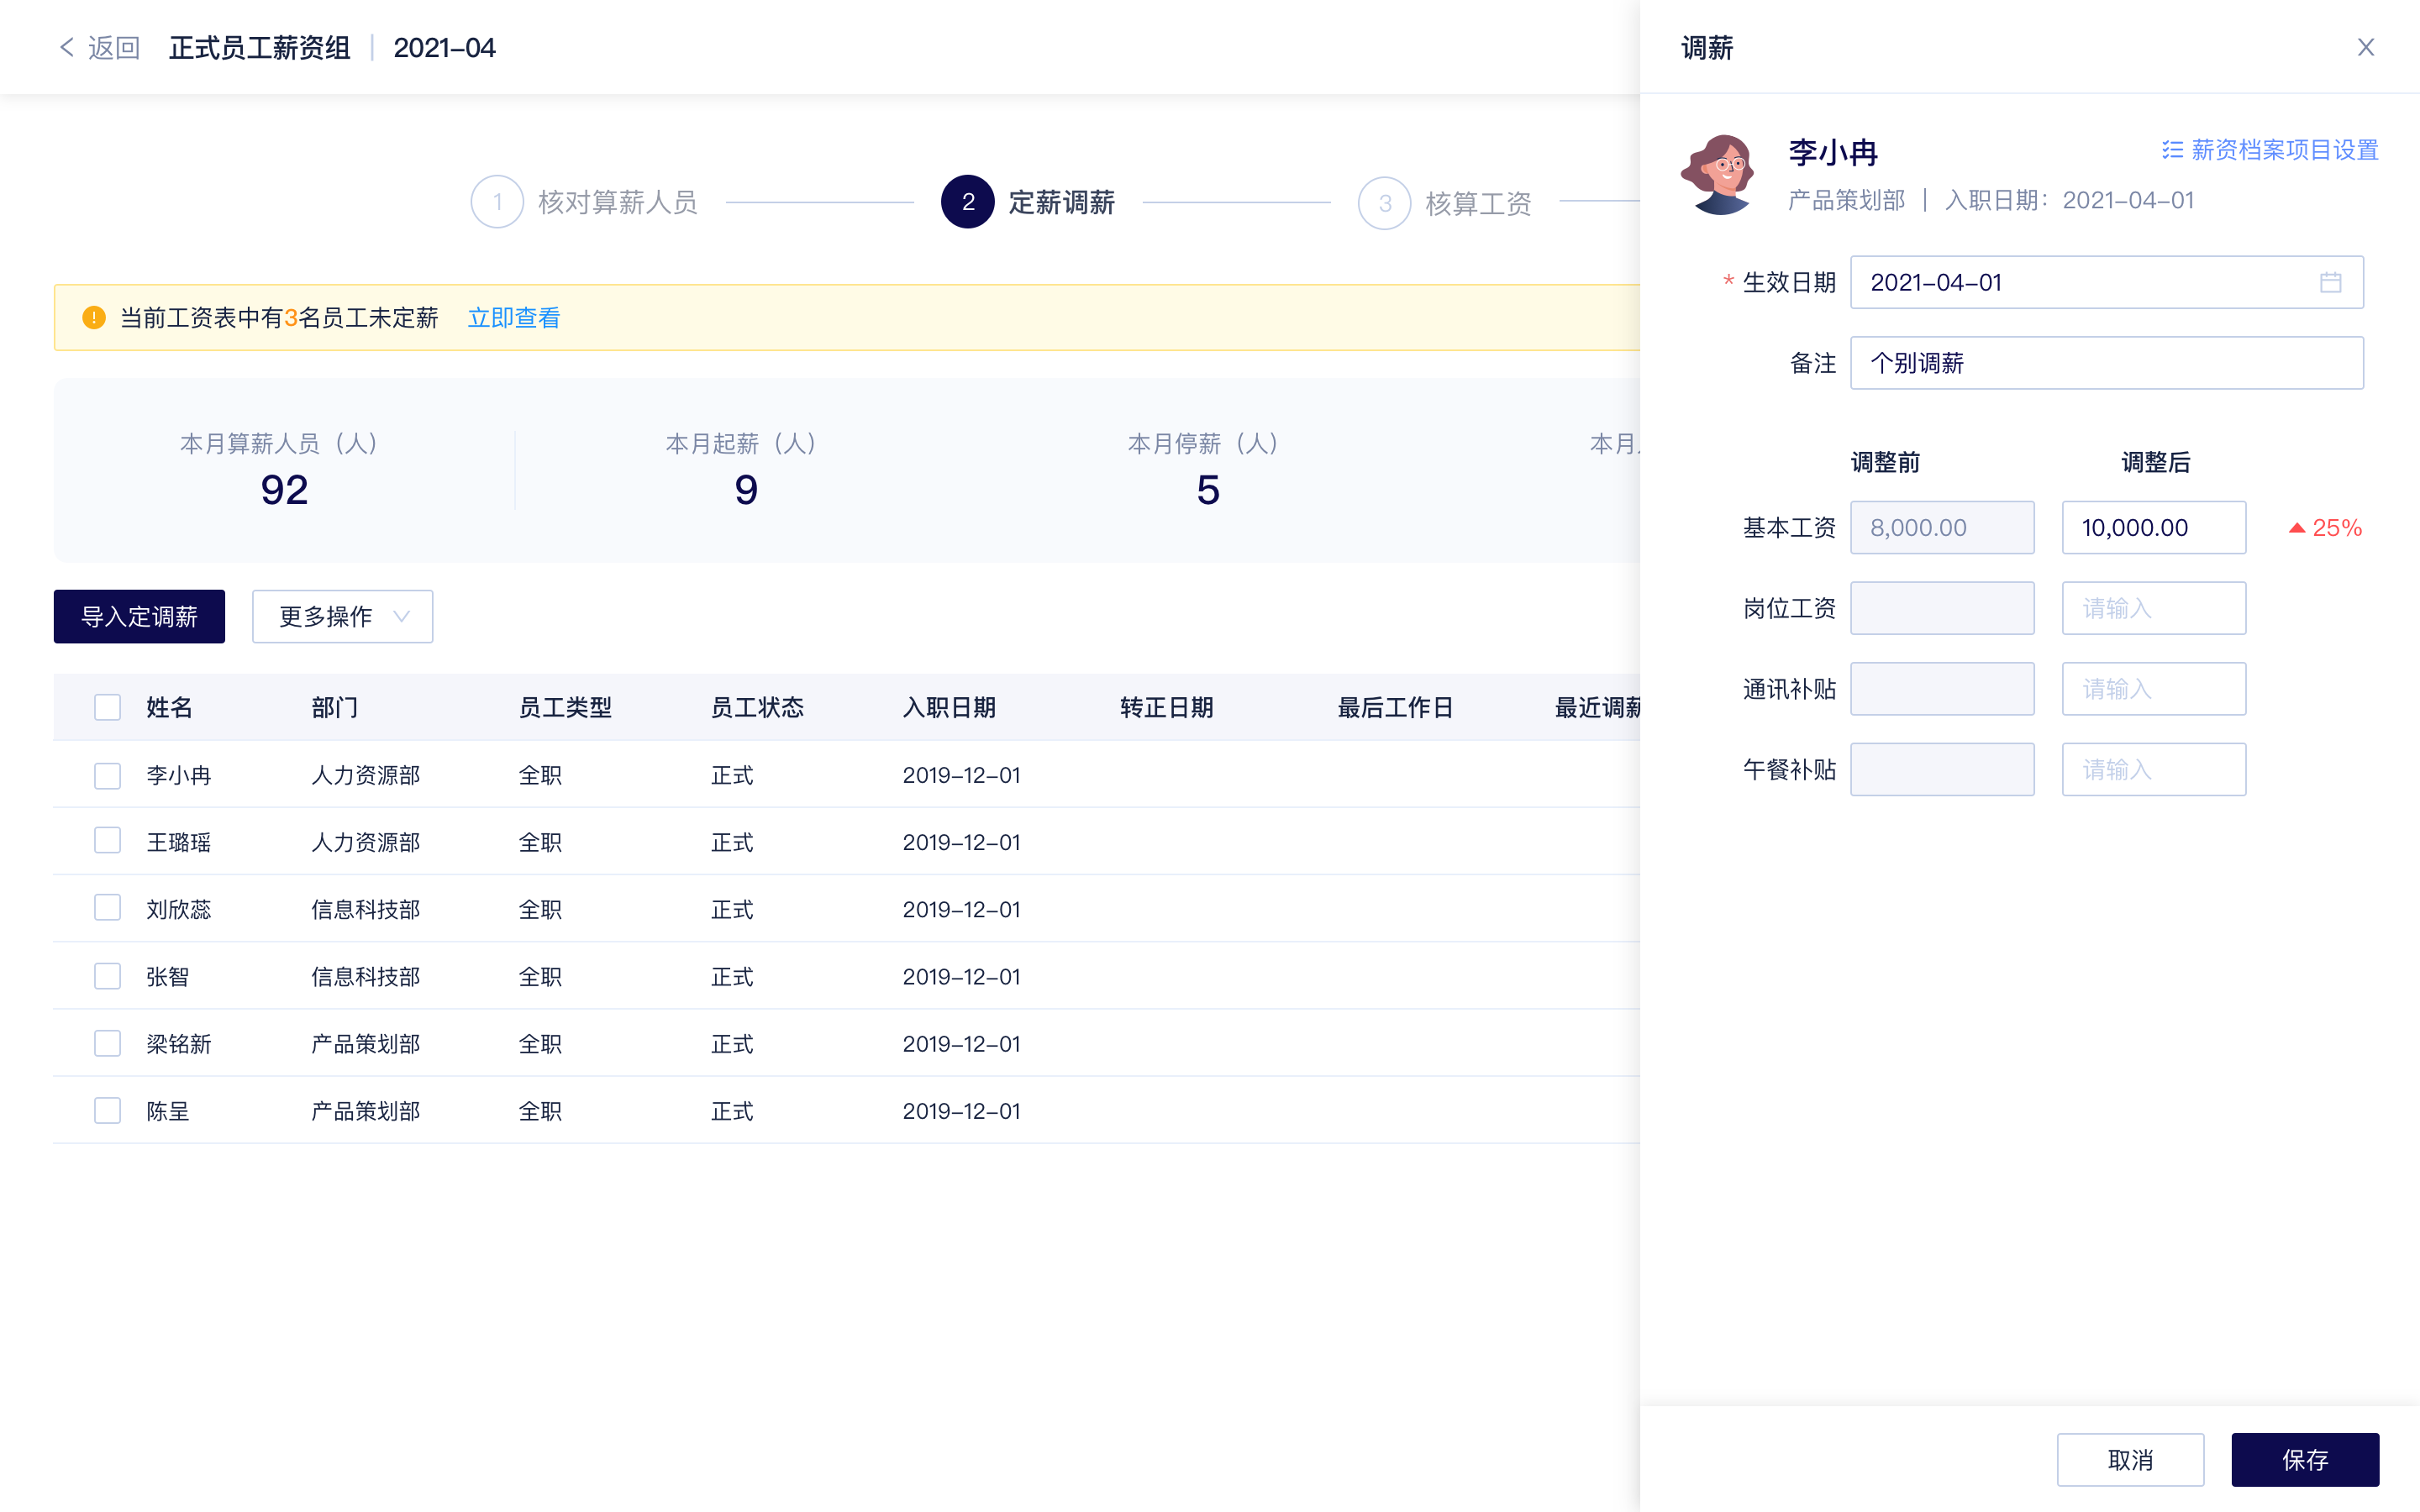 返回 正式员工薪资组 2021-04
1 核对算薪人员 2 定薪调薪 3 核算工资
当前工资表中有3名员工未定薪 立即查看
本月算薪人员（人） 本月起薪（人） 本月停薪（人） 本月
92 9 5
导入定调薪 更多操作
姓名 部门 员工类型 员工状态 入职日期 转正日期 最后工作日 最近调薪
李小冉 人力资源部 全职 正式 2019-12-01
王璐瑶 人力资源部 全职 正式 2019-12-01
刘欣蕊 信息科技部 全职 正式 2019-12-01
张智 信息科技部 全职 正式 2019-12-01
梁铭新 产品策划部 全职 正式 2019-12-01
陈呈 产品策划部 全职 正式 2019-12-01
调薪
李小冉 薪资档案项目设置
产品策划部 | 入职日期：2021-04-01
* 生效日期 2021-04-01
备注 个别调薪
调整前 调整后
基本工资 8,000.00 10,000.00 25%
岗位工资 请输入
通讯补贴 请输入
午餐补贴 请输入
取消 保存